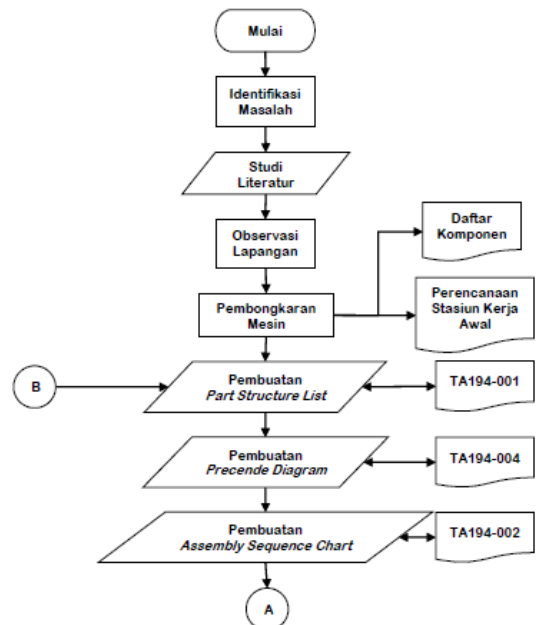 Mulai
Identifikasi
Masalah
Studi
Literatur
Observasi
Lapangan
Daftar
Komponen
Pembongkaran
Mesin
Perencanaan
Stasiun Kerja
Awal
B
Pembuatan
Part Structure List
TA194-001
Pembuatan
Precende Diagram
TA194-004
Pembuatan
Assembly Sequence Chart
TA194-002
A